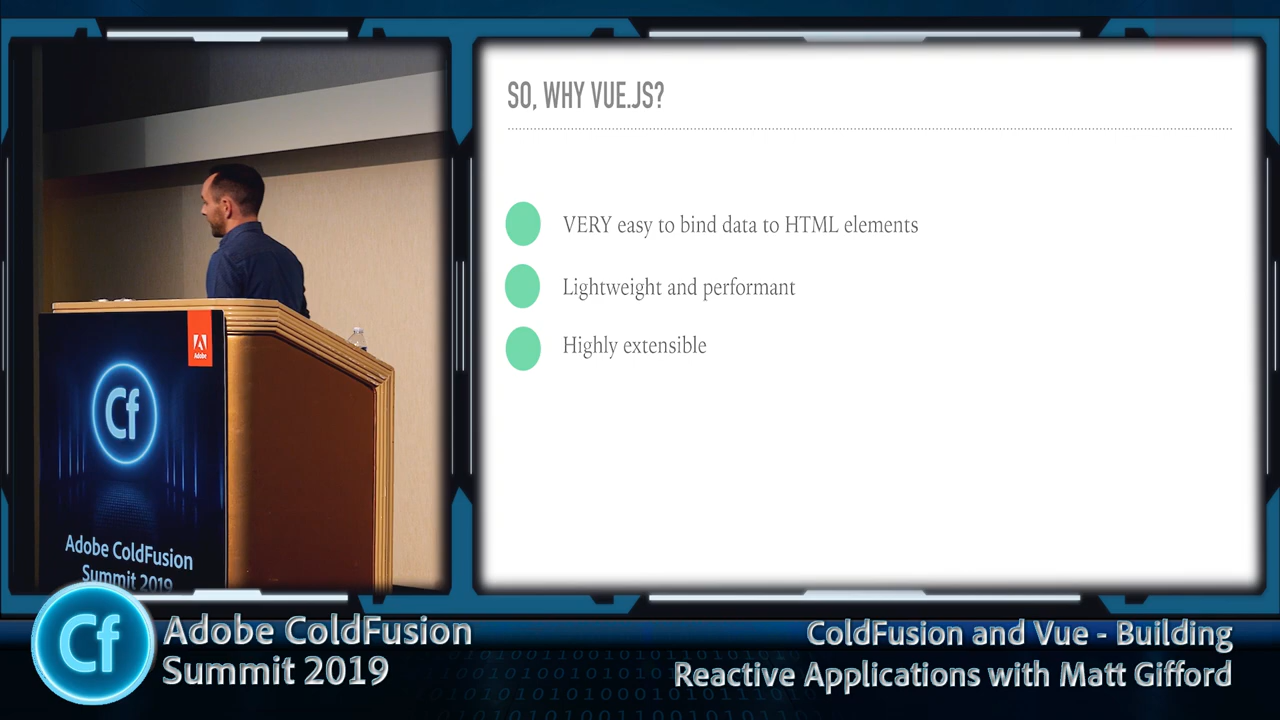 SO, WHY VUE.JS?
VERY easy to bind data to HTML elements
Lightweight and performant
Highly extensible
Adobe
Cf
Adobe ColdFusion
Summit 2019
Cf
Adobe ColdFusion
Summit 2019
ColdFusion and Vue - Building
Reactive Applications with Matt Gifford